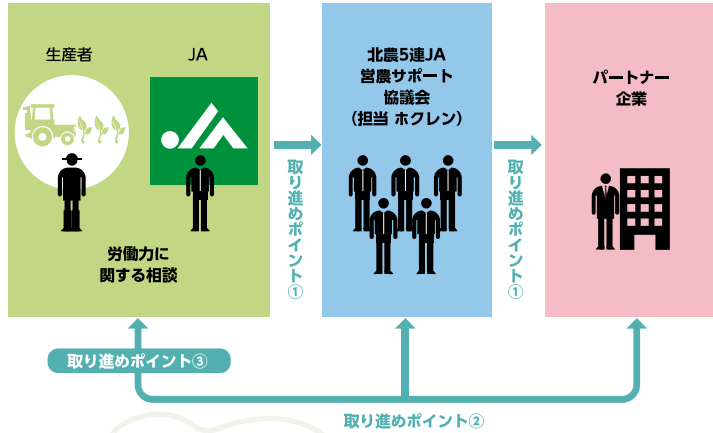 生産者
JA
労働力に
関する相談
取り進めポイント①
北農5連JA
営農サポート
協議会
（担当 ホクレン）
取り進めポイント①
パートナー
企業
取り進めポイント③
取り進めポイント②